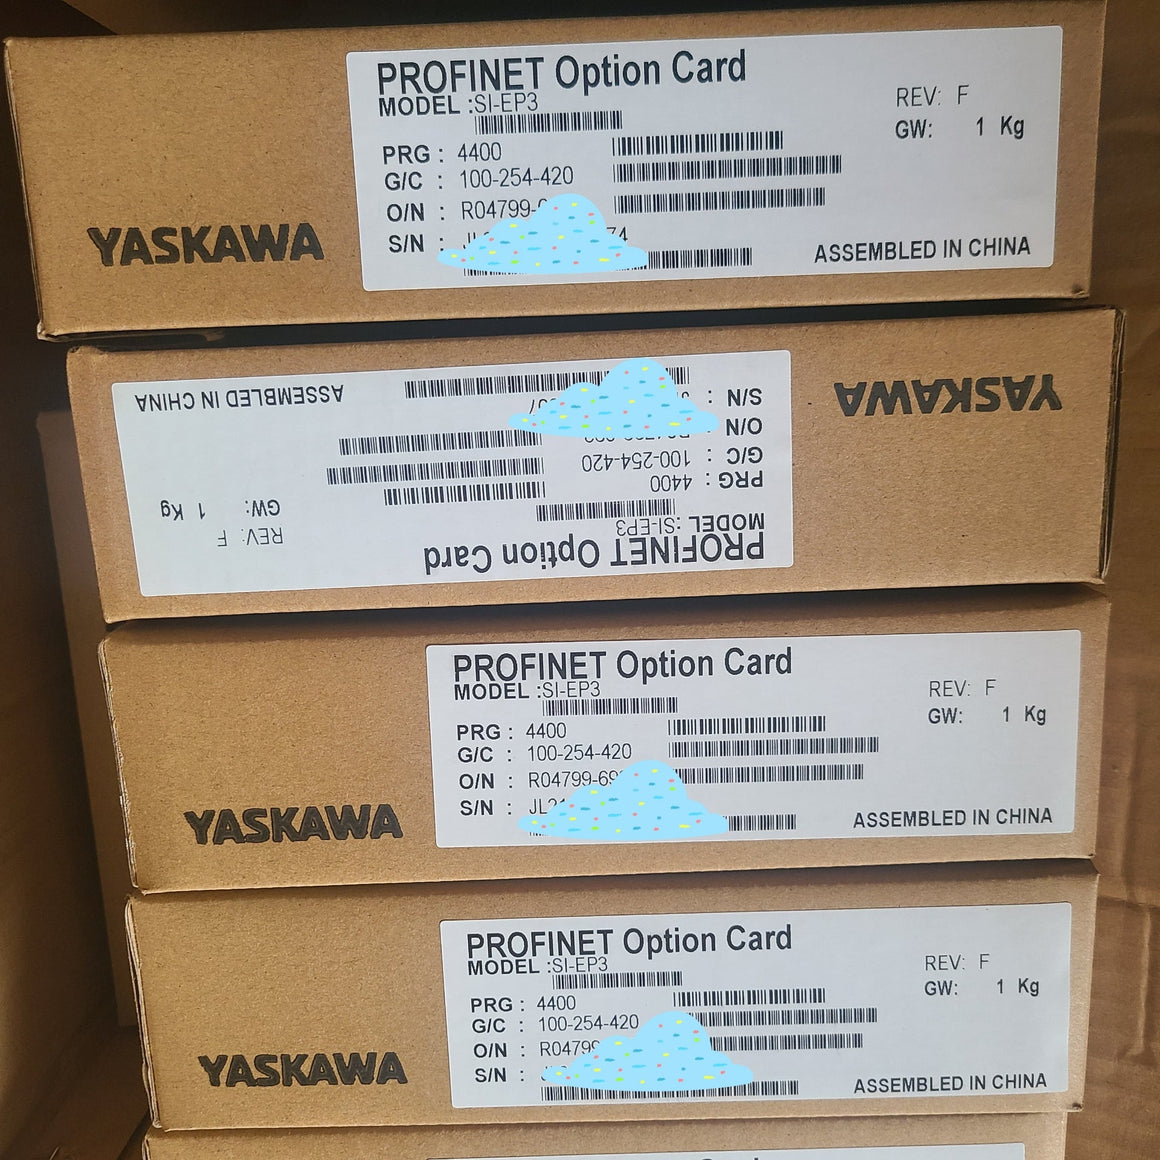 PROFINET Option Card
MODEL :SI-EP3
REV: F
GW: 1 Kg
PRG : 4400
G/C : 100-254-420
O/N : R04799-
S/N :
ASSEMBLED IN CHINA
YASKAWA
PROFINET Option Card
MODEL :SI-EP3
REV: F
GW: 1 Kg
PRG : 4400
G/C : 100-254-420
O/N
S/N :
ASSEMBLED IN CHINA
YASKAWA
PROFINET Option Card
MODEL :SI-EP3
REV: F
GW: 1 Kg
PRG : 4400
G/C : 100-254-420
O/N : R04799-69
S/N :
ASSEMBLED IN CHINA
YASKAWA
PROFINET Option Card
MODEL :SI-EP3
REV: F
GW: 1 Kg
PRG : 4400
G/C : 100-254-420
O/N : R04799
S/N :
ASSEMBLED IN CHINA
YASKAWA